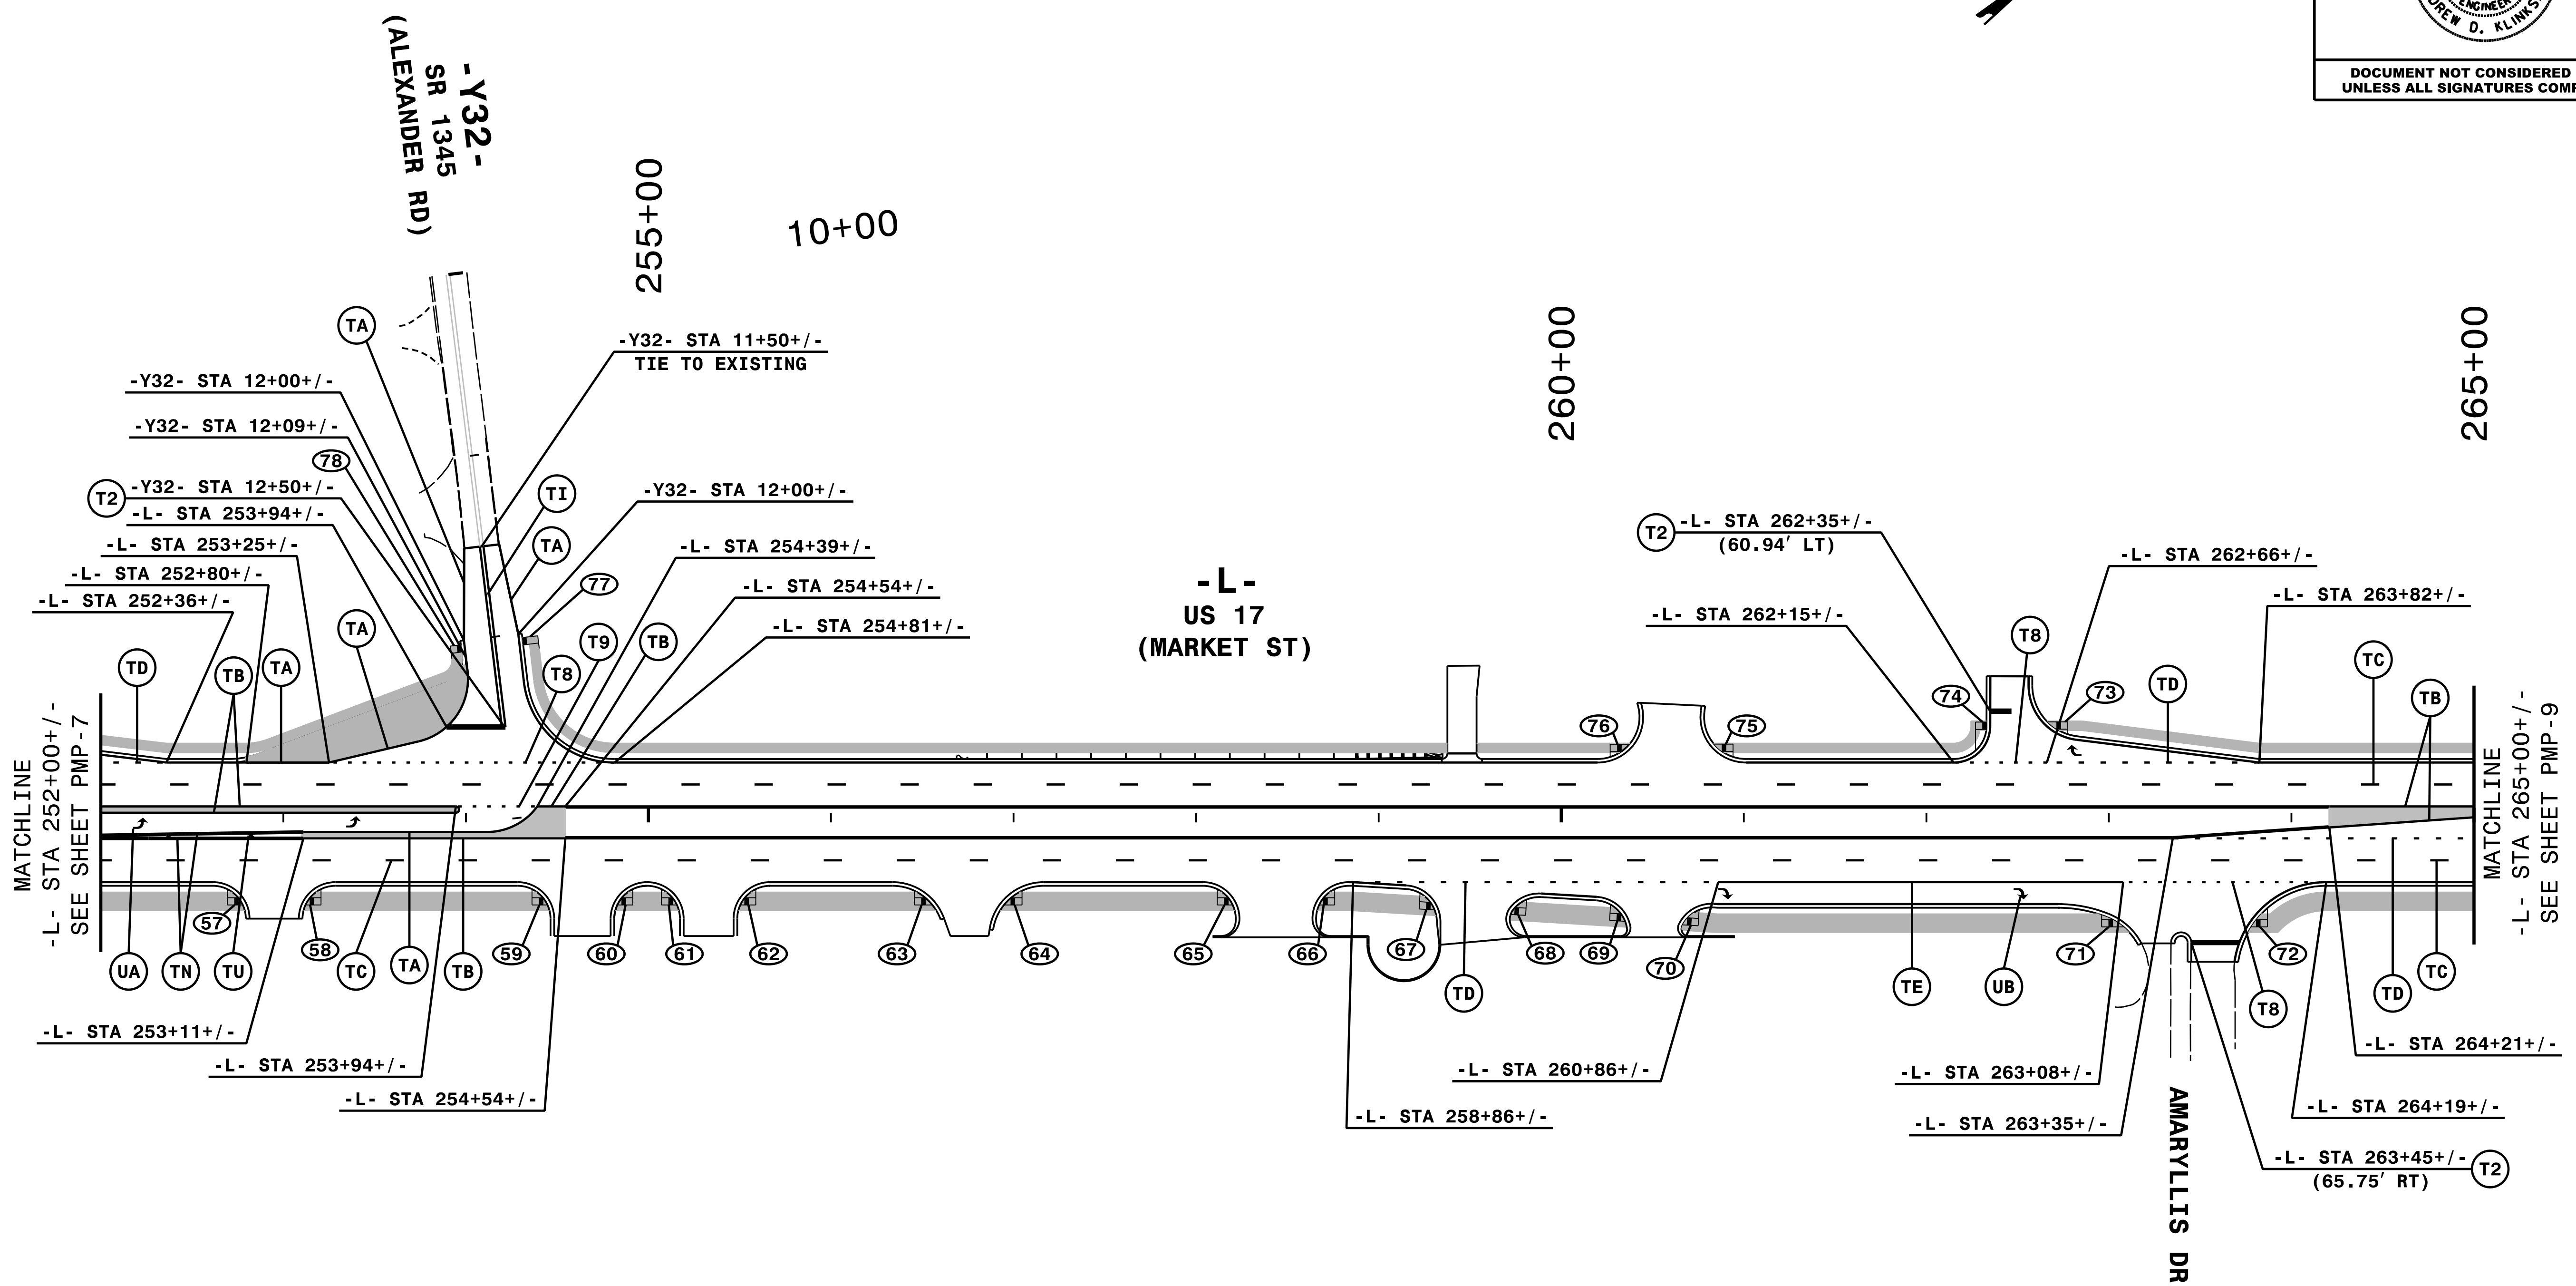 ENGINEER
DREW D. KLINKS
DOCUMENT NOT CONSIDERED
UNLESS ALL SIGNATURES COMP
-Y32-
SR 1345
(ALEXANDER RD)
255+00
10+00
260+00
265+00
TA
-Y32- STA 11+50+/-
TIE TO EXISTING
-Y32- STA 12+00+/-
-Y32- STA 12+09+/-
78
T2
-Y32- STA 12+50+/-
-L- STA 253+94+/-
-L- STA 253+25+/-
-L- STA 252+80+/-
-L- STA 252+36+/-
TI
TA
-Y32- STA 12+00+/-
-L- STA 254+39+/-
77
-L- STA 254+54+/-
-L- STA 254+81+/-
TD
TB
TA
TA
T8
T9
TB
-L-
US 17
(MARKET ST)
T2
-L- STA 262+35+/-
(60.94' LT)
-L- STA 262+15+/-
-L- STA 262+66+/-
-L- STA 263+82+/-
T8
TD
TC
TB
76
75
74
73
MATCHLINE
-L- STA 252+00+/-
SEE SHEET PMP-7
MATCHLINE
-L- STA 265+00+/-
SEE SHEET PMP-9
57
58
59
60
61
62
63
64
65
66
67
68
69
70
71
72
UA
TN
TU
TC
TA
TB
TD
TE
UB
T8
TD
TC
-L- STA 253+11+/-
-L- STA 253+94+/-
-L- STA 254+54+/-
-L- STA 258+86+/-
-L- STA 260+86+/-
-L- STA 263+08+/-
-L- STA 263+35+/-
AMARYLLIS DR
-L- STA 264+21+/-
-L- STA 264+19+/-
-L- STA 263+45+/-
(65.75' RT)
T2